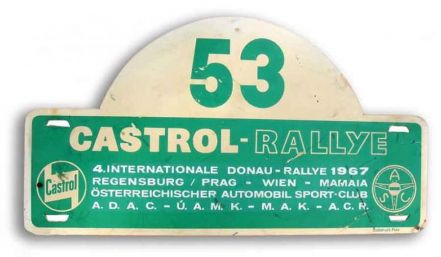 53
CASTROL-RALLYE
4. INTERNATIONALE DONAU - RALLYE 1967
REGENSBURG / PRAG - WIEN - MAMAIA
ÖSTERREICHISCHER AUTOMOBIL SPORT-CLUB
A. D. A. C. - Ú. A. M. K. - M. A. K. - A. C. R.
Castrol
A
S C